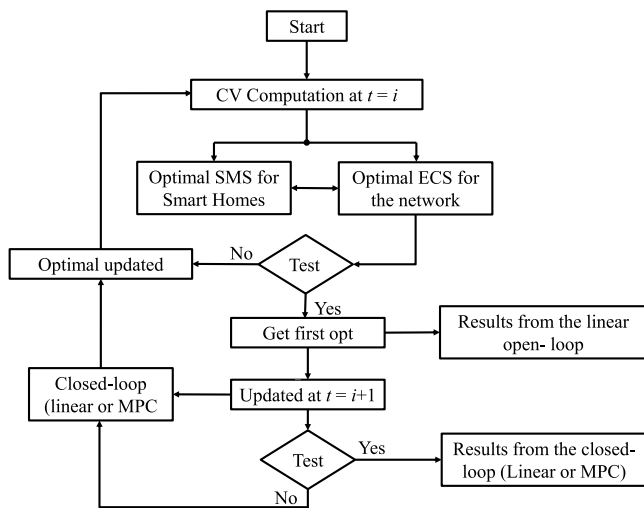 Start
CV Computation at t = i
Optimal SMS for
Smart Homes
Optimal ECS for
the network
No
Test
Optimal updated
Yes
Get first opt
Results from the linear
open- loop
Closed-loop
(linear or MPC
Updated at t = i+1
Test
Yes
Results from the closed-
loop (Linear or MPC)
No